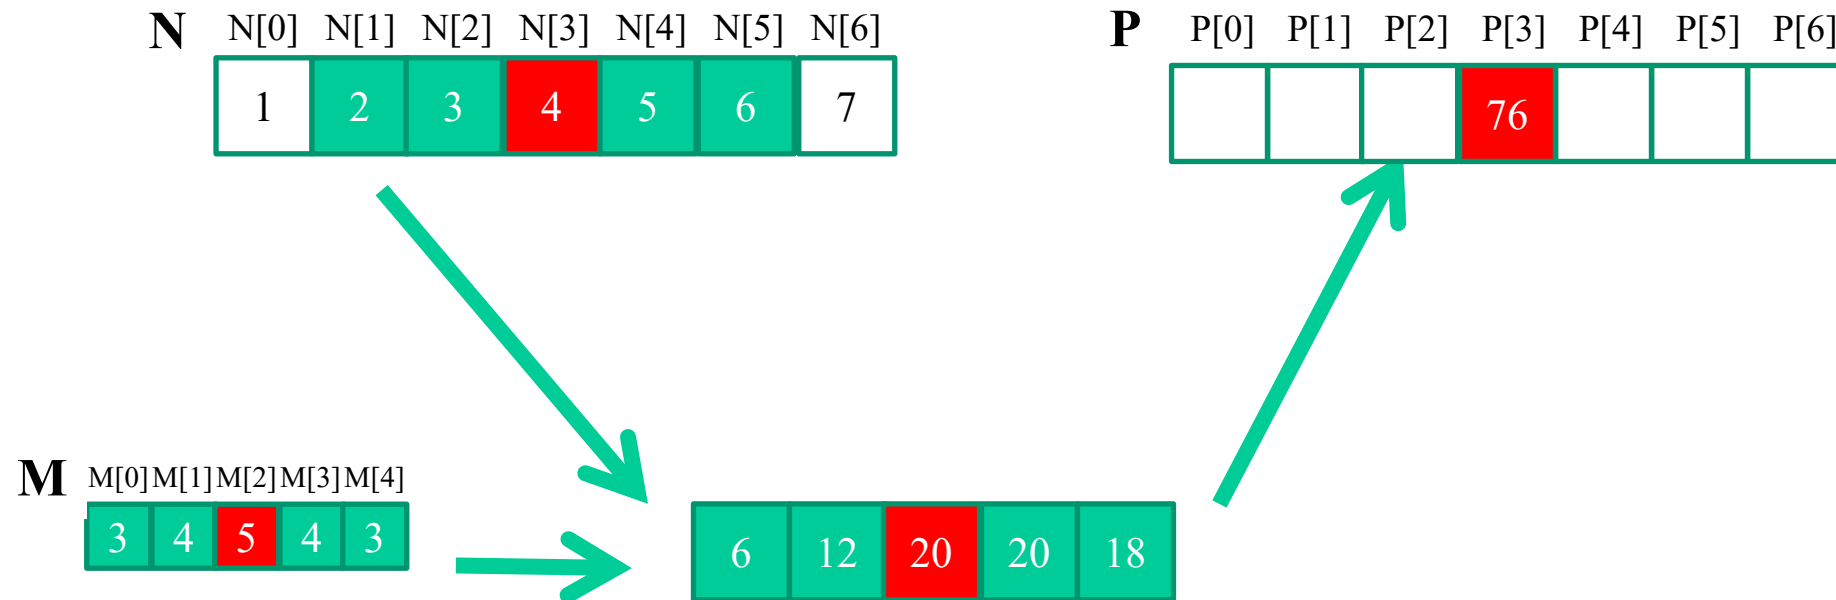 N N[0] N[1] N[2] N[3] N[4] N[5] N[6]
1 2 3 4 5 6 7
P P[0] P[1] P[2] P[3] P[4] P[5] P[6]
76
M M[0] M[1] M[2] M[3] M[4]
3 4 5 4 3
6 12 20 20 18